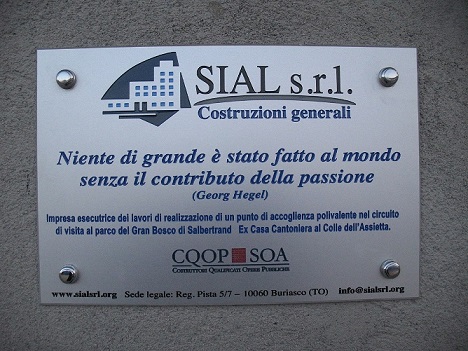 SIAL s.r.l.
Costruzioni generali
Niente di grande è stato fatto al mondo
senza il contributo della passione
(Georg Hegel)
Impresa esecutrice dei lavori di realizzazione di un punto di accoglienza polivalente nel circuito
di visita al parco del Gran Bosco di Salbertrand Ex Casa Cantoniera al Colle dell'Assietta.
CQOP SOA
COSTRUTTORI QUALIFICATI OPERE PUBBLICHE
www.sialsrl.org Sede legale: Reg. Pista 5/7 – 10060 Buriasco (TO) info@sialsrl.org